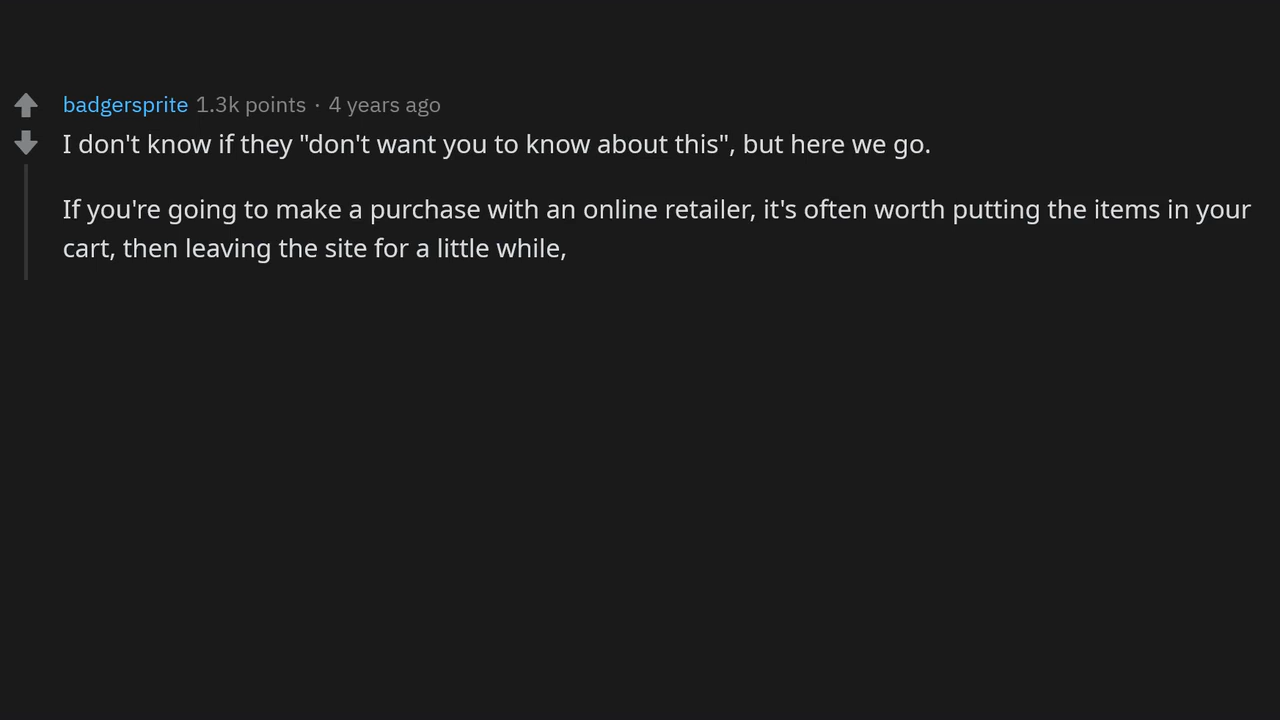 badgersprite 1.3k points · 4 years ago
I don't know if they "don't want you to know about this", but here we go.
If you're going to make a purchase with an online retailer, it's often worth putting the items in your
cart, then leaving the site for a little while,